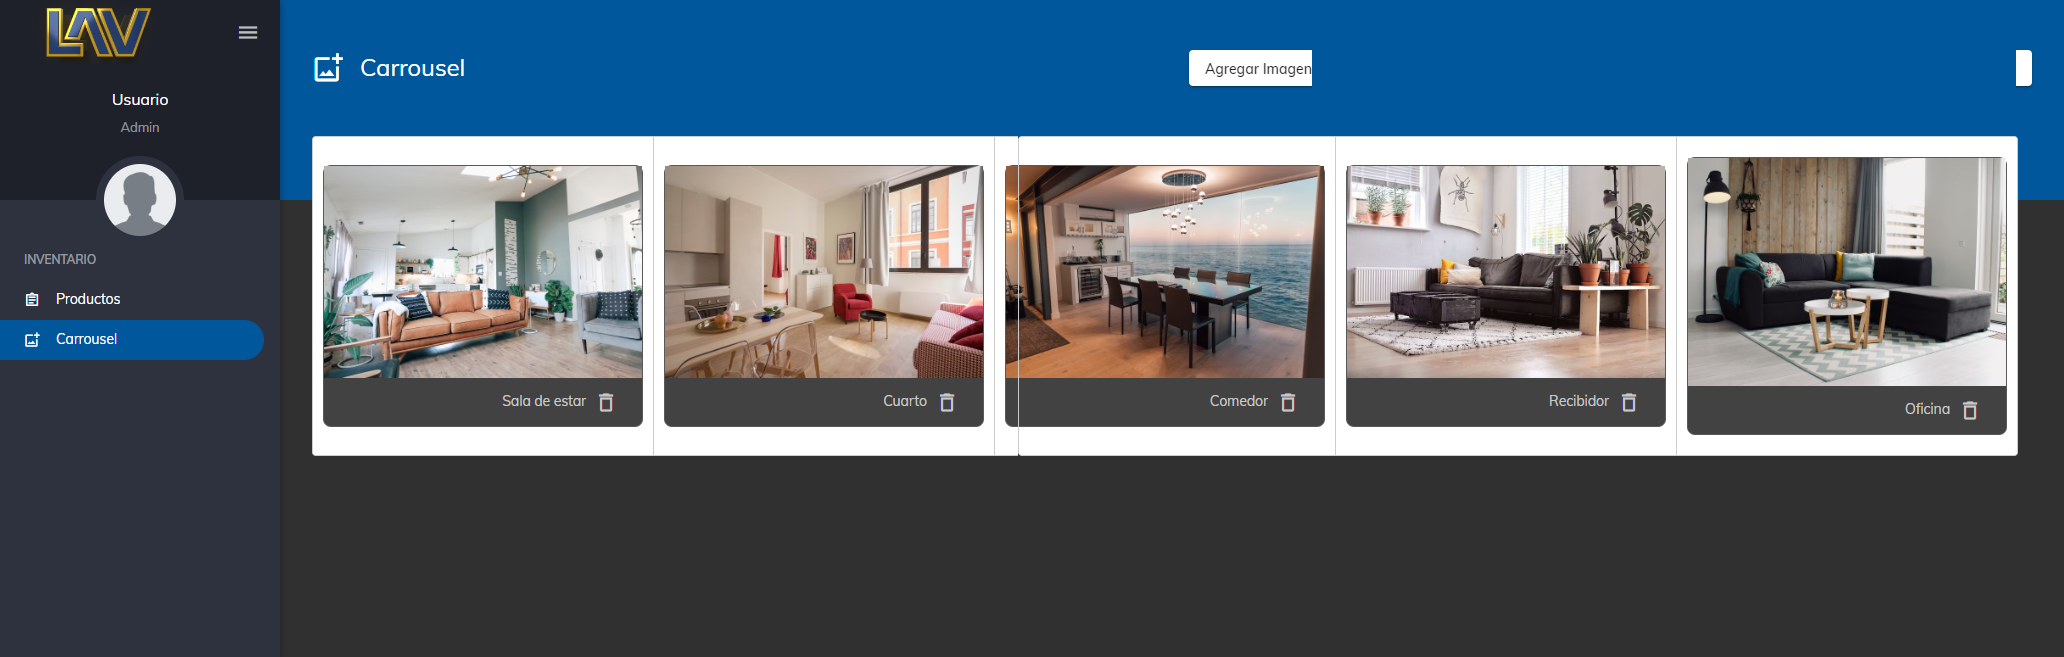 LAV
Carrousel
Agregar Imagen
Usuario
Admin
INVENTARIO
Productos
Carrousel
Sala de estar
Cuarto
Comedor
Recibidor
Oficina